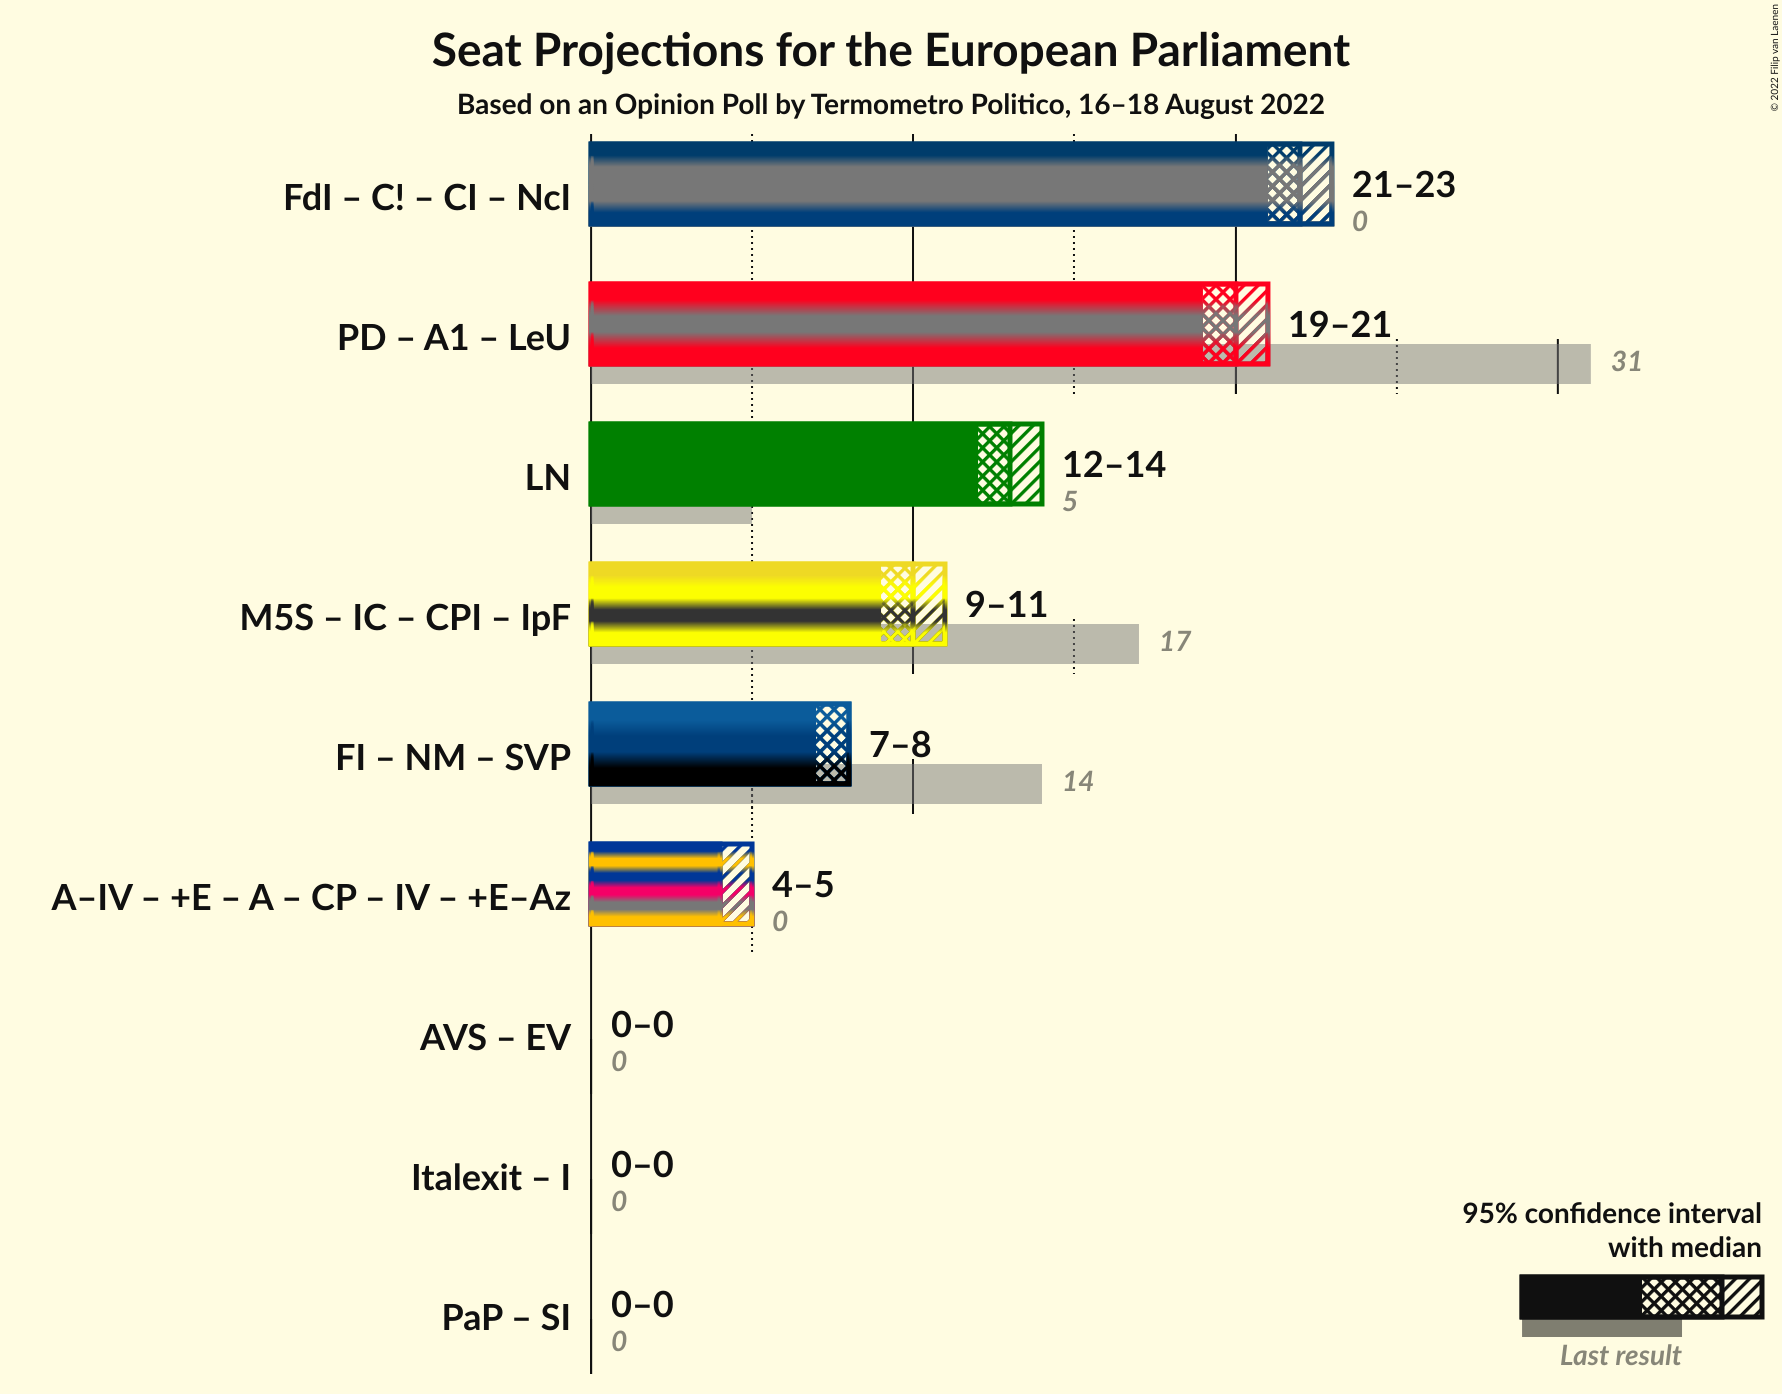 Seat Projections for the European Parliament
Based on an Opinion Poll by Termometro Politico, 16–18 August 2022
© 2022 Filip van Laenen
FdI – C! – CI – NcI
21–23
0
PD – A1 – LeU
19–21
31
LN
12–14
5
M5S – IC – CPI – IpF
9–11
17
FI – NM – SVP
7–8
14
A–IV – +E – A – CP – IV – +E–Az
4–5
0
AVS – EV
0–0
0
Italexit – I
0–0
0
PaP – SI
0–0
0
95% confidence interval
with median
Last result